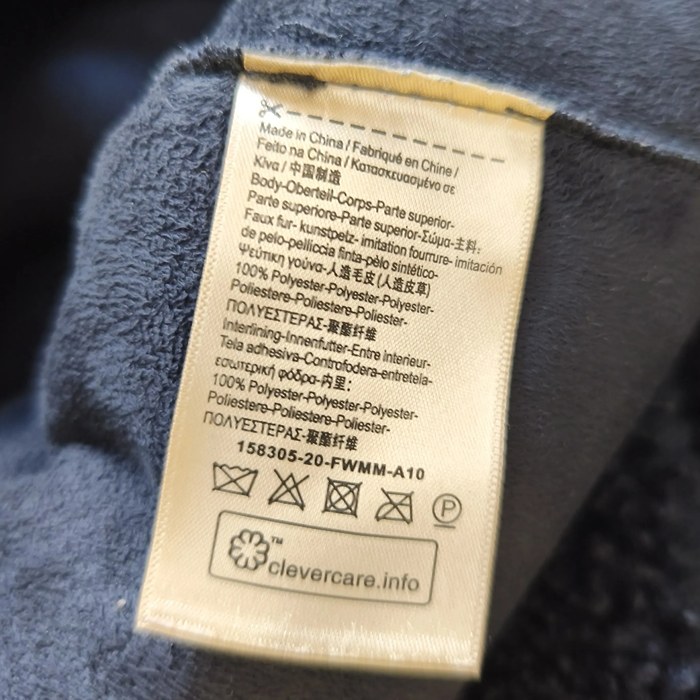 Made in China / Fabriqué en Chine /
Feito na China / Κατασκευασμένο σε
Κίνα / 中国制造
Body-Oberteil-Corps-Parte superior-
Parte superiore-Parte superior-Σώμα-主料:
Faux fur- kunstpelz- imitation fourrure- imitación
de pelo-pelliccia finta-pèlo sintético-
Ψεύτικη γούνα-人造毛皮(人造皮草)
100% Polyester-Polyester-Polyester-
Poliestere-Poliestere-Poliester-
ΠΟΛΥΕΣΤΕΡΑΣ-聚酯纤维
Interlining-Innenfutter-Entre interieur-
Tela adhesiva-Controfodera-entretela-
εσωτερική φόδρα-内里:
100% Polyester-Polyester-Polyester-
Poliestere-Poliestere-Poliester-
ΠΟΛΥΕΣΤΕΡΑΣ-聚酯纤维
158305-20-FWMM-A10
P
™
clevercare.info